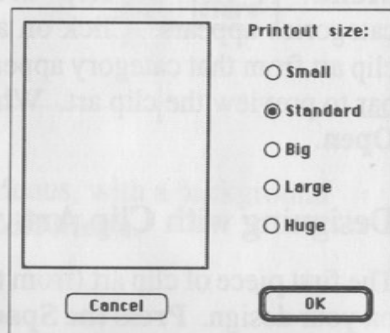 Printout size:
Small
Standard
Big
Large
Huge
Cancel
OK